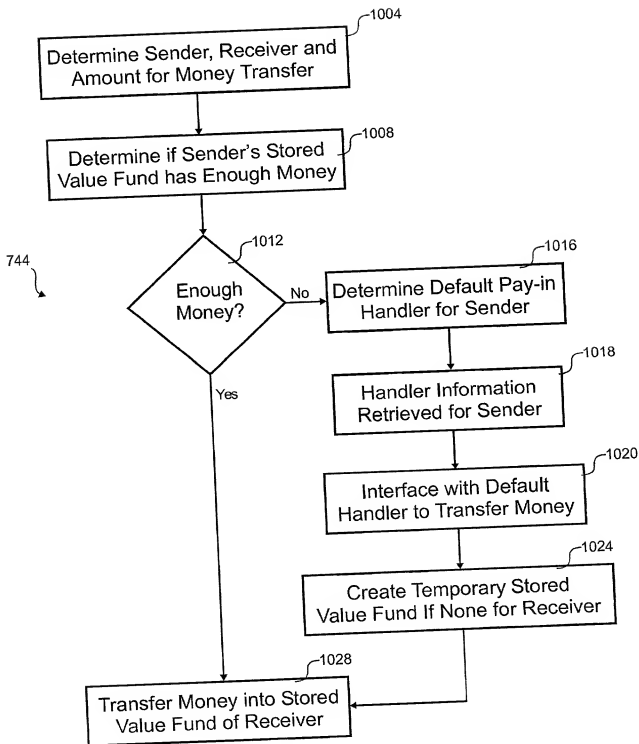 1004
Determine Sender, Receiver and
Amount for Money Transfer
1008
Determine if Sender's Stored
Value Fund has Enough Money
1012
744
Enough
Money?
No
Yes
1016
Determine Default Pay-in
Handler for Sender
1018
Handler Information
Retrieved for Sender
1020
Interface with Default
Handler to Transfer Money
1024
Create Temporary Stored
Value Fund If None for Receiver
1028
Transfer Money into Stored
Value Fund of Receiver